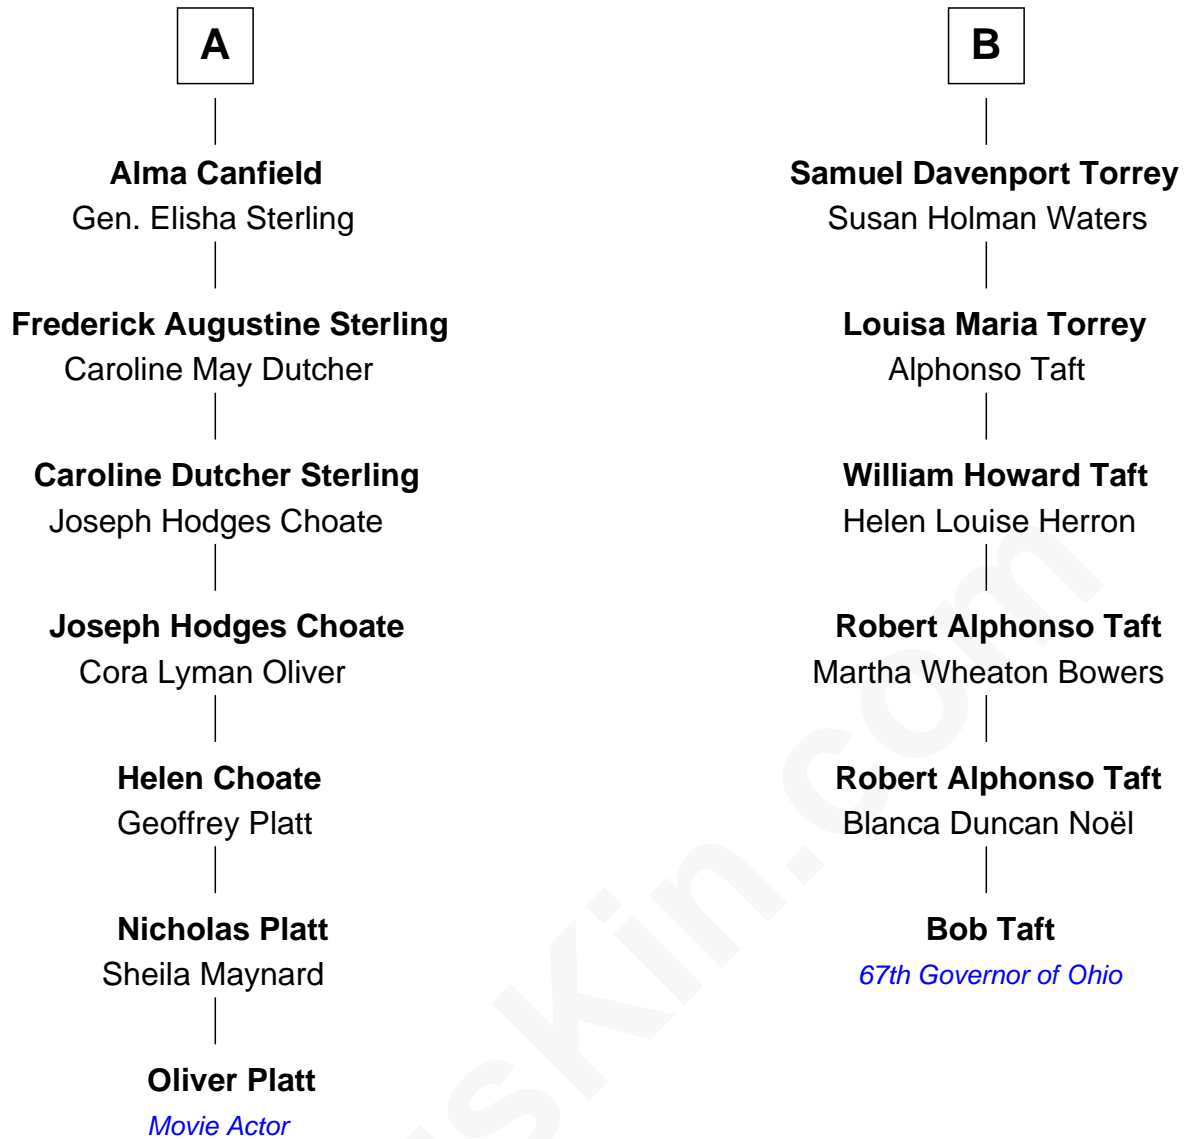 A
Alma Canfield
Gen. Elisha Sterling
Frederick Augustine Sterling
Caroline May Dutcher
Caroline Dutcher Sterling
Joseph Hodges Choate
Joseph Hodges Choate
Cora Lyman Oliver
Helen Choate
Geoffrey Platt
Nicholas Platt
Sheila Maynard
Oliver Platt
Movie Actor
B
Samuel Davenport Torrey
Susan Holman Waters
Louisa Maria Torrey
Alphonso Taft
William Howard Taft
Helen Louise Herron
Robert Alphonso Taft
Martha Wheaton Bowers
Robert Alphonso Taft
Blanca Duncan Noël
Bob Taft
67th Governor of Ohio